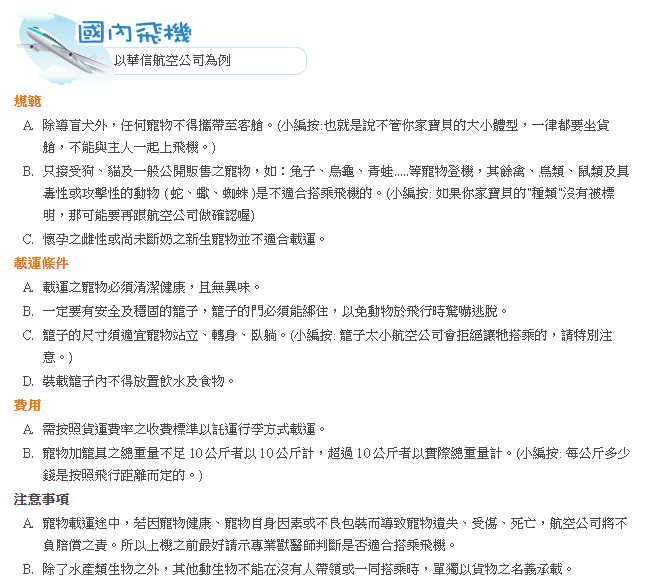 國內飛機
以華信航空公司為例
規範
A. 除導盲犬外，任何寵物不得攜帶至客艙。(小編按:也就是說不管你家寶貝的大小體型，一律都要坐貨
艙，不能與主人一起上飛機。)
B. 只接受狗、貓及一般公開販售之寵物，如：兔子、烏龜、青蛙.....等寵物登機，其餘禽、鳥類、鼠類及具
毒性或攻擊性的動物 ( 蛇、蠍、蜘蛛 )是不適合搭乘飛機的。(小編按: 如果你家寶貝的"種類"沒有被標
明，那可能要再跟航空公司做確認喔)
C. 懷孕之雌性或尚未斷奶之新生寵物並不適合載運。
載運條件
A. 載運之寵物必須清潔健康，且無異味。
B. 一定要有安全及穩固的籠子，籠子的門必須能綁住，以免動物於飛行時驚嚇逃脫。
C. 籠子的尺寸須適宜寵物站立、轉身、臥躺。(小編按: 籠子太小航空公司會拒絕讓牠搭乘的，請特別注
意。)
D. 裝載籠子內不得放置飲水及食物。
費用
A. 需按照貨運費率之收費標準以託運行李方式載運。
B. 寵物加籠具之總重量不足 10 公斤者以 10 公斤計，超過 10 公斤者以實際總重量計。(小編按: 每公斤多少
錢是按照飛行距離而定的。)
注意事項
A. 寵物載運途中，若因寵物健康、寵物自身因素或不良包裝而導致寵物遺失、受傷、死亡，航空公司將不
負賠償之責。所以上機之前最好請示專業獸醫師判斷是否適合搭乘飛機。
B. 除了水產類生物之外，其他動生物不能在沒有人帶領或一同搭乘時，單獨以貨物之名義承載。